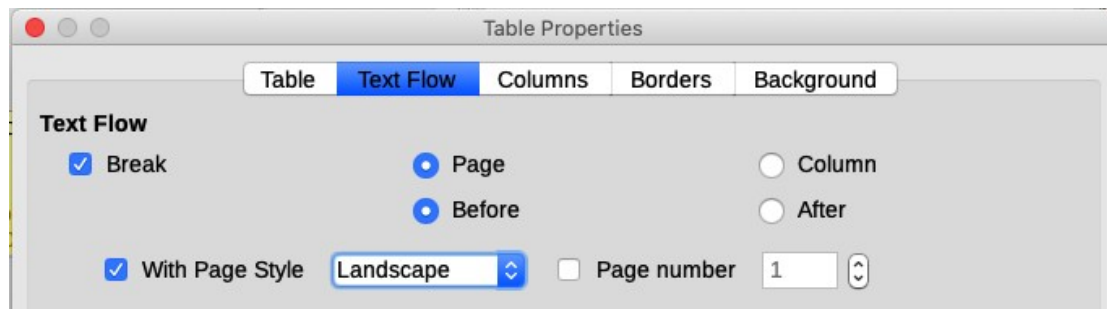 Table Properties
Table Text Flow Columns Borders Background
Text Flow
Break Page Column
Before After
With Page Style Landscape Page number 1